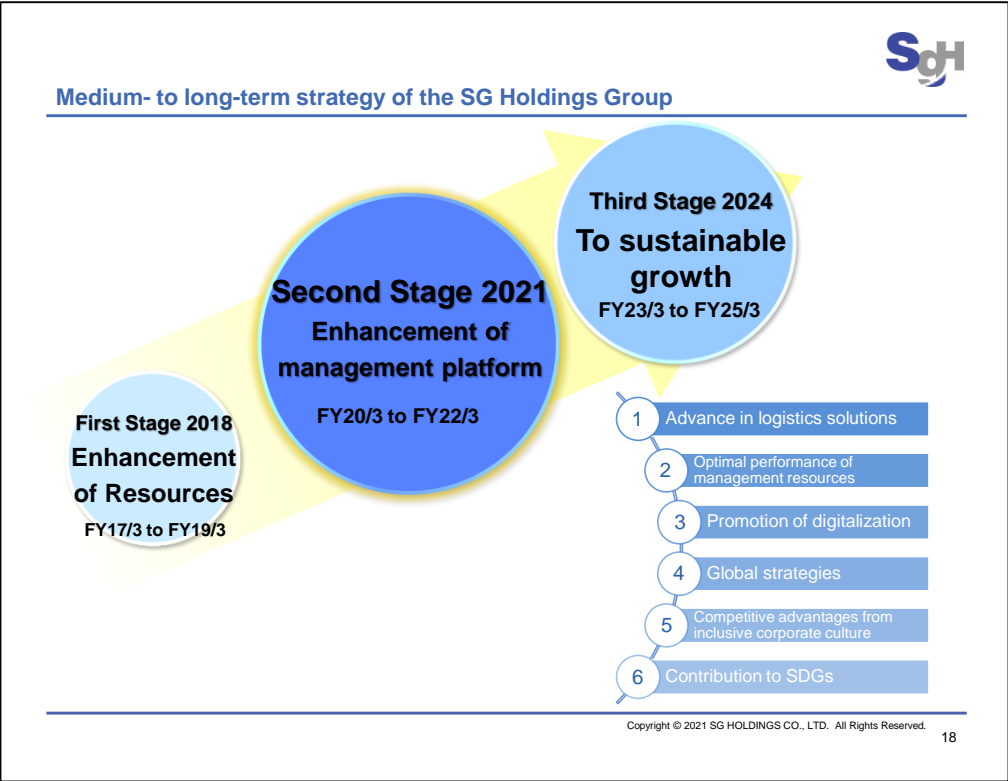 SGH
Medium- to long-term strategy of the SG Holdings Group
First Stage 2018
Enhancement
of Resources
FY17/3 to FY19/3
Second Stage 2021
Enhancement of
management platform
FY20/3 to FY22/3
Third Stage 2024
To sustainable
growth
FY23/3 to FY25/3
1 Advance in logistics solutions
2 Optimal performance of
management resources
3 Promotion of digitalization
4 Global strategies
5 Competitive advantages from
inclusive corporate culture
6 Contribution to SDGs
Copyright © 2021 SG HOLDINGS CO., LTD. All Rights Reserved.
18